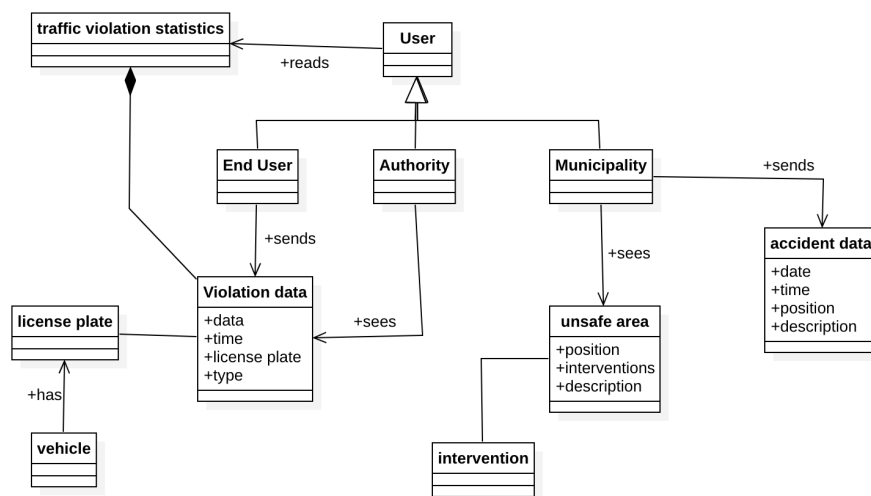 traffic violation statistics
User
+reads
End User
Authority
Municipality
+sends
+sends
+sees
accident data
+date
+time
+position
+description
Violation data
+data
+time
+license plate
+type
+sees
license plate
unsafe area
+position
+interventions
+description
+has
vehicle
intervention